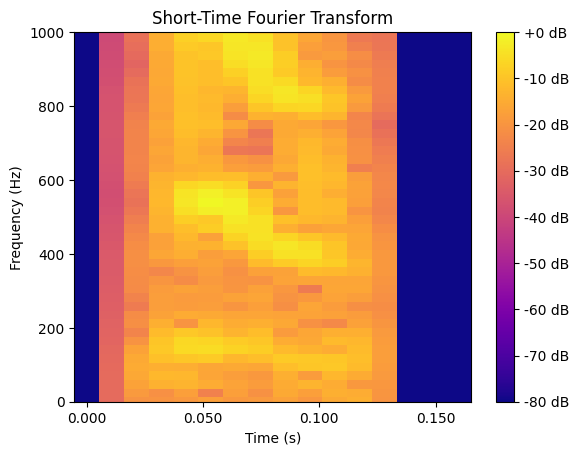 Short-Time Fourier Transform
1000
800
600
400
200
0
Frequency (Hz)
0.000
0.050
0.100
0.150
Time (s)
+0 dB
-10 dB
-20 dB
-30 dB
-40 dB
-50 dB
-60 dB
-70 dB
-80 dB